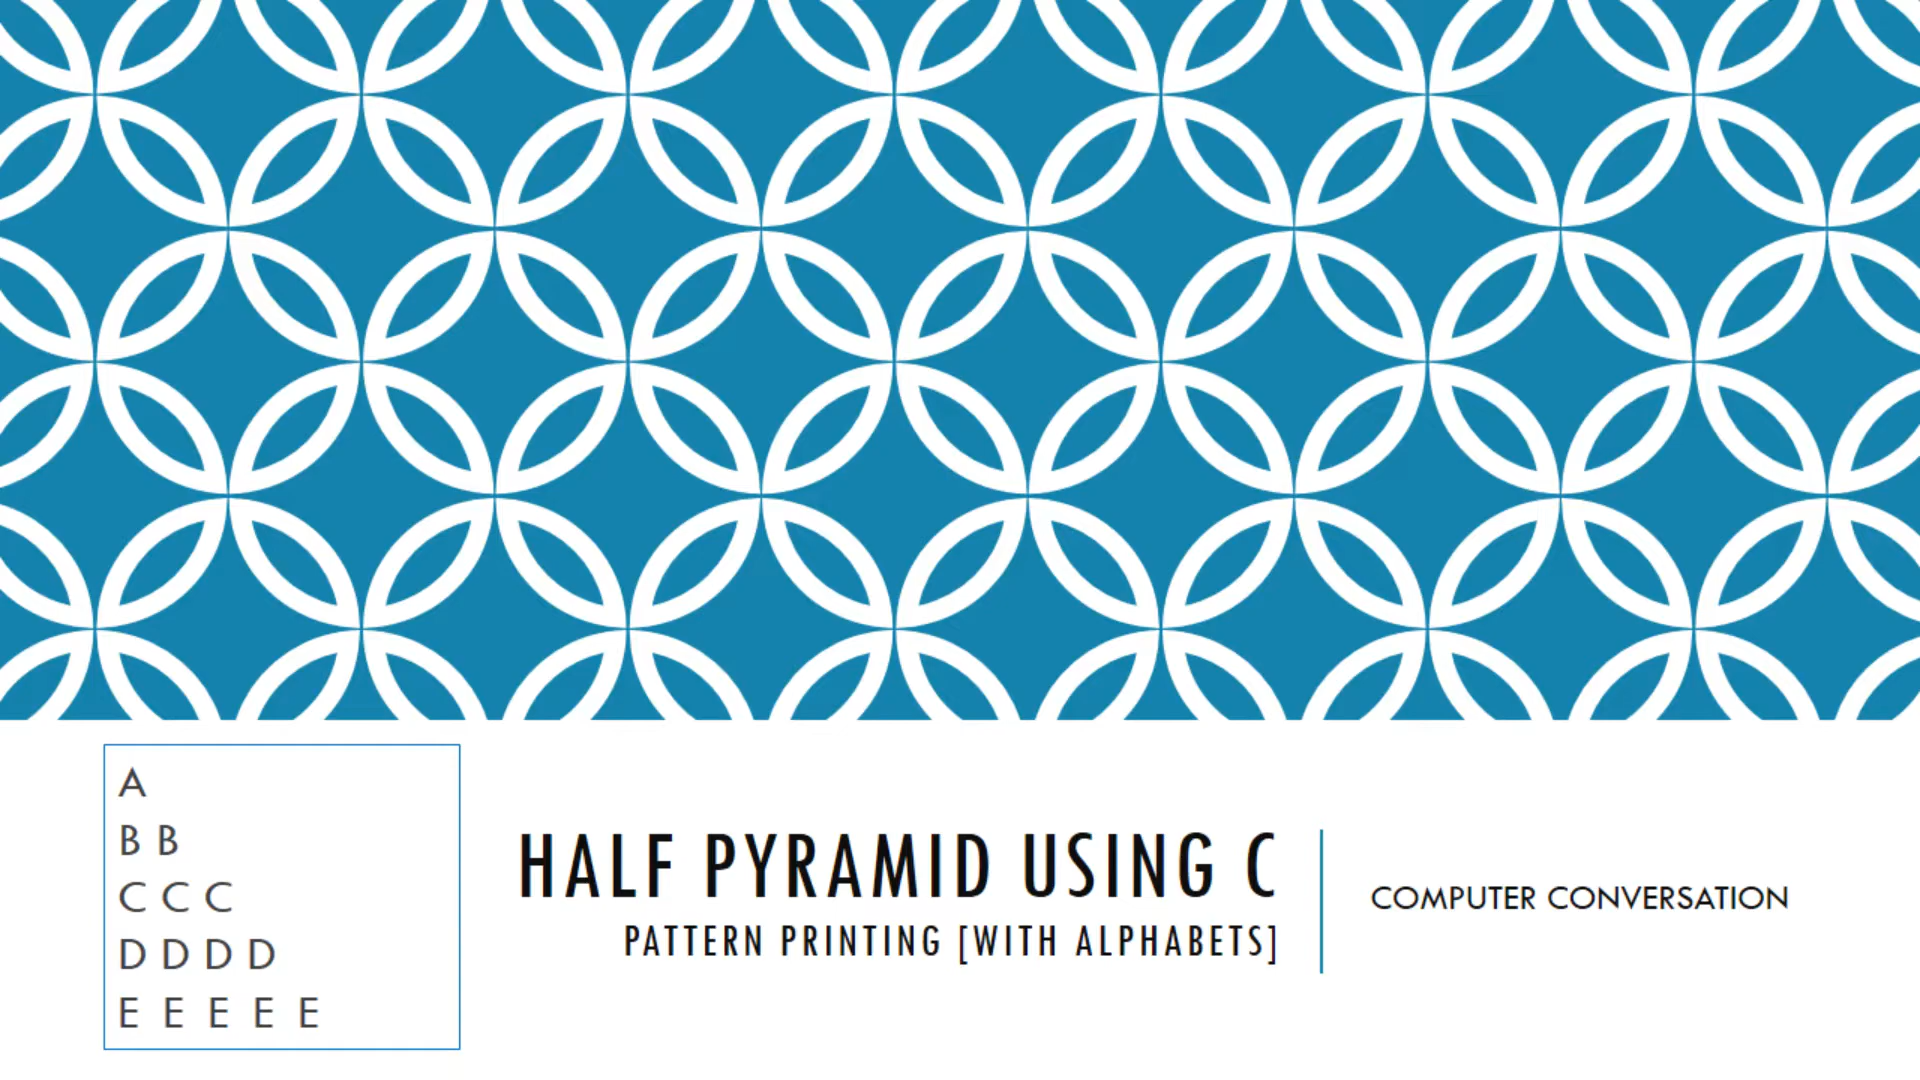 A
B B
C C C
D D D D
E E E E E
HALF PYRAMID USING C
PATTERN PRINTING [WITH ALPHABETS]
COMPUTER CONVERSATION